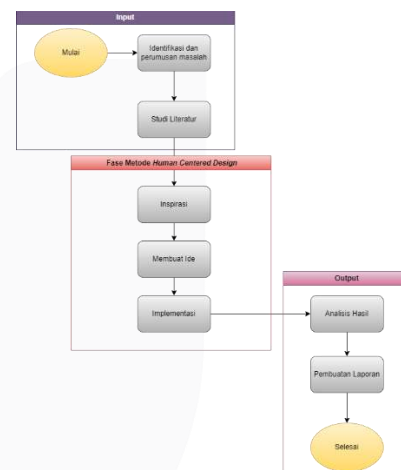 Input
Mulai
Identifikasi dan
perumusan masalah
Studi Literatur
Fase Metode Human Centered Design
Inspirasi
Membuat Ide
Implementasi
Output
Analisis Hasil
Pembuatan Laporan
Selesai